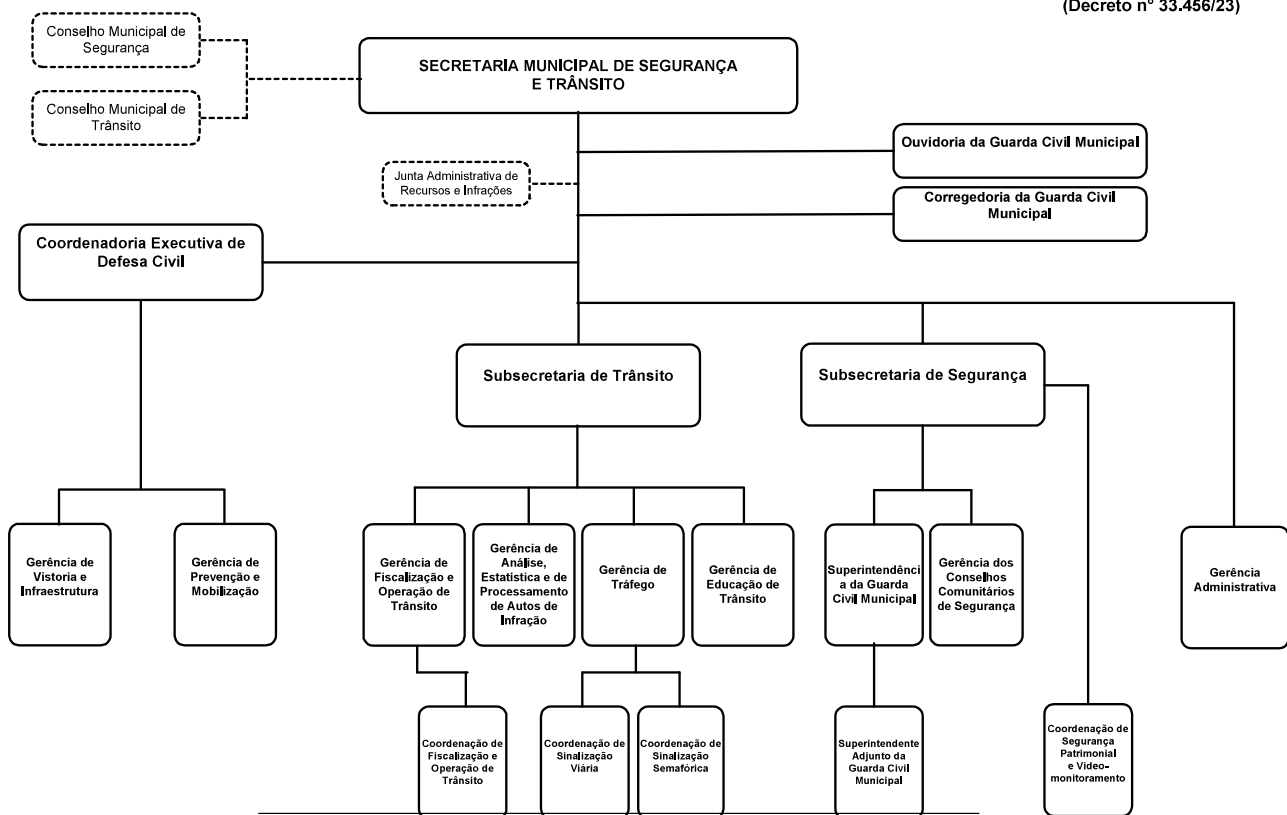 (Decreto n° 33.456/23)
Conselho Municipal de
Segurança
SECRETARIA MUNICIPAL DE SEGURANÇA
E TRÂNSITO
Conselho Municipal de
Trânsito
Ouvidoria da Guarda Civil Municipal
Junta Administrativa de
Recursos e Infrações
Corregedoria da Guarda Civil
Municipal
Coordenadoria Executiva de
Defesa Civil
Subsecretaria de Trânsito
Subsecretaria de Segurança
Gerência de
Vistoria e
Infraestrutura
Gerência de
Prevenção e
Mobilização
Gerência de
Fiscalização e
Operação de
Trânsito
Gerência de
Análise,
Estatística e de
Processamento
de Autos de
Infração
Gerência de
Tráfego
Gerência de
Educação de
Trânsito
Superintendênci
a da Guarda
Civil Municipal
Gerência dos
Conselhos
Comunitários
de Segurança
Gerência
Administrativa
Coordenação de
Fiscalização e
Operação de
Trânsito
Coordenação de
Sinalização
Viária
Coordenação de
Sinalização
Semafórica
Superintendente
Adjunto da
Guarda Civil
Municipal
Coordenação de
Segurança
Patrimonial
e Vídeo-
monitoramento